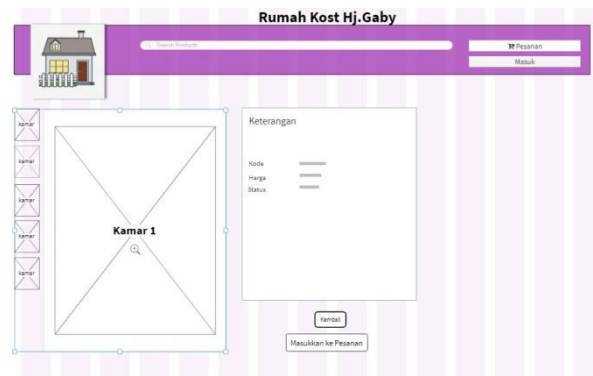 Rumah Kost Hj.Gaby
Search Products
Pesanan
Masuk
kamar
kamar
kamar
kamar
kamar
Kamar 1
Keterangan
Kode
Harga
Status
Kembali
Masukkan ke Pesanan